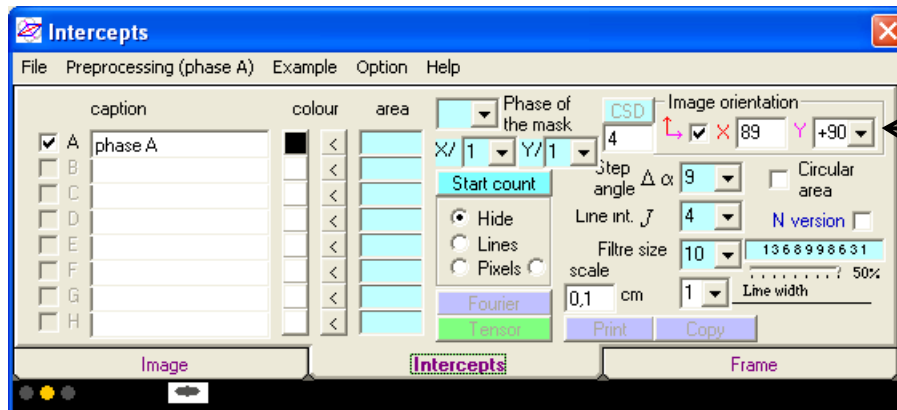 Intercepts
File Preprocessing (phase A) Example Option Help
caption colour area Phase of the mask CSD Image orientation
A phase A < 4 X 89 Y +90
B < X/ 1 Y/ 1
C < Start count Step angle Δ α 9 Circular area
D < Hide Line int. J 4 N version
E < Lines Filtre size 10 1368998631
F < Pixels scale ? 50%
G < Fourier 0,1 cm 1 Line width
H < Tensor Print Copy
Image Intercepts Frame